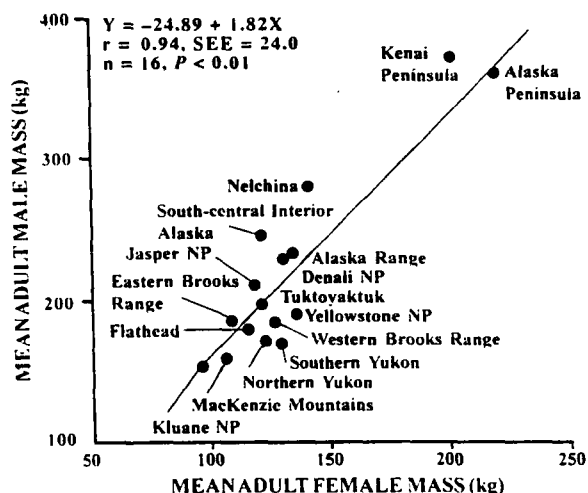 Y = -24.89 + 1.82X
r = 0.94, SEE = 24.0
n = 16, P < 0.01
400
300
200
100
MEAN ADULT MALE MASS (kg)
Kenai
Peninsula
Alaska
Peninsula
Nelchina
South-central Interior
Alaska
Jasper NP
Alaska Range
Denali NP
Eastern Brooks
Range
Tuktoyaktuk
Yellowstone NP
Flathead
Western Brooks Range
Southern Yukon
Northern Yukon
MacKenzie Mountains
Kluane NP
50
100
150
200
250
MEAN ADULT FEMALE MASS (kg)